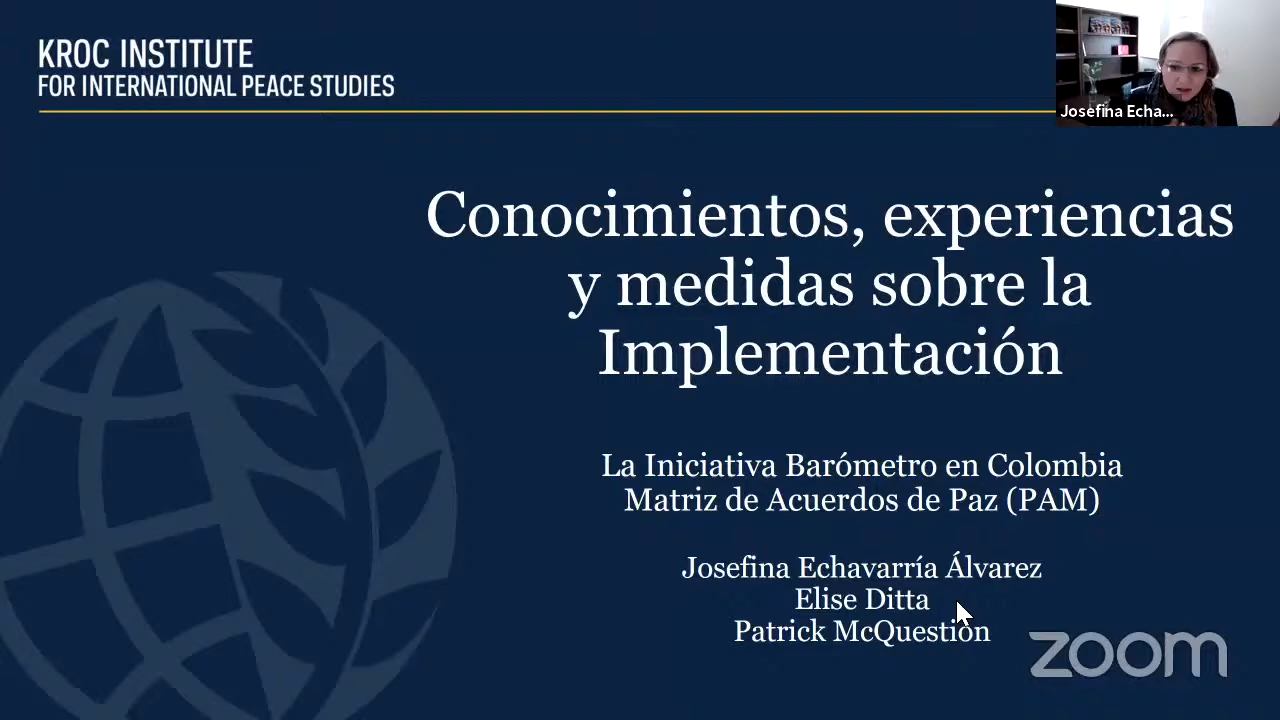 KROC INSTITUTE
FOR INTERNATIONAL PEACE STUDIES
Josefina Echa...
Conocimientos, experiencias
y medidas sobre la
Implementación
La Iniciativa Barómetro en Colombia
Matriz de Acuerdos de Paz (PAM)
Josefina Echavarría Álvarez
Elise Ditta
Patrick McQuestion
zoom